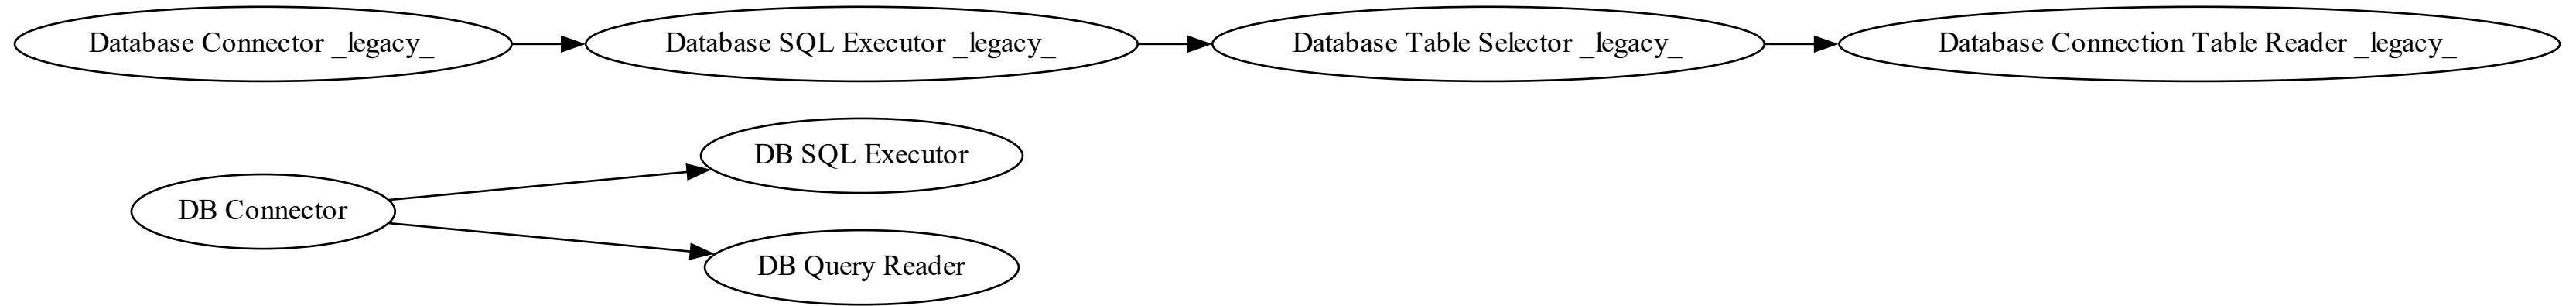 Database Connector _legacy_
Database SQL Executor _legacy_
Database Table Selector _legacy_
Database Connection Table Reader _legacy_
DB SQL Executor
DB Connector
DB Query Reader